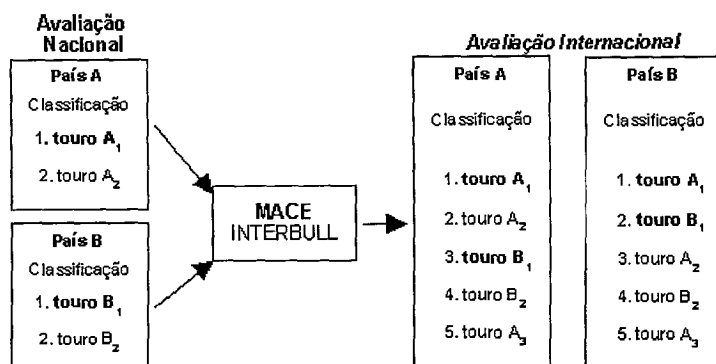 Avaliação
Nacional
País A
Classificação
1. touro A₁
2. touro A₂
País B
Classificação
1. touro B₁
2. touro B₂
MACE
INTERBULL
Avaliação Internacional
País A
Classificação
1. touro A₁
2. touro A₂
3. touro B₁
4. touro B₂
5. touro A₃
País B
Classificação
1. touro A₁
2. touro B₁
3. touro A₂
4. touro B₂
5. touro A₃